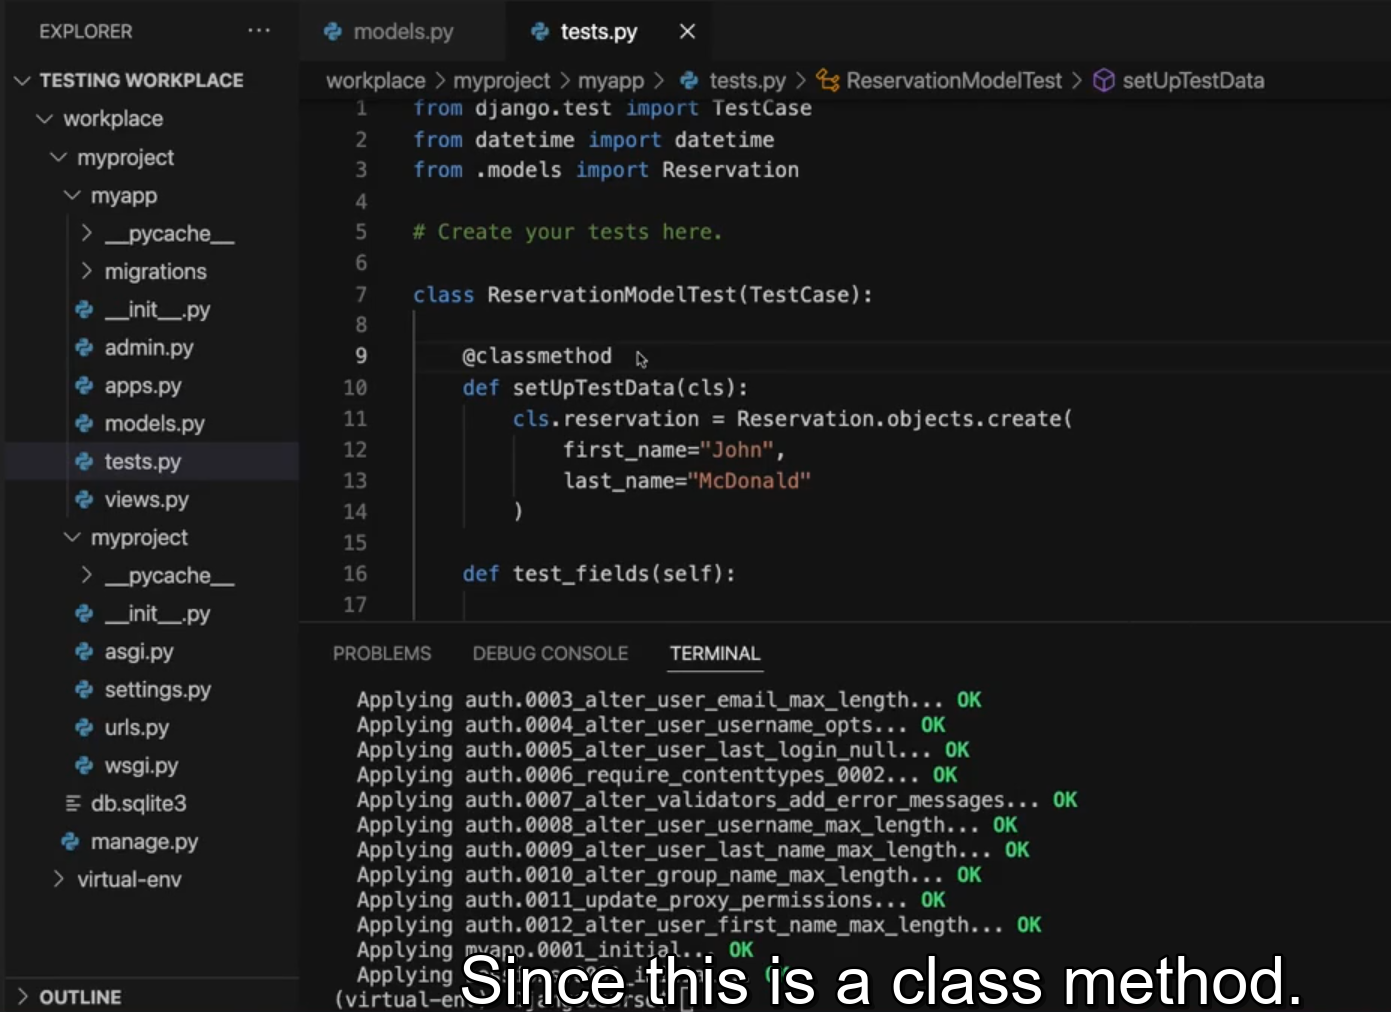 EXPLORER
TESTING WORKPLACE
workplace
myproject
myapp
__pycache__
migrations
__init__.py
admin.py
apps.py
models.py
tests.py
views.py
myproject
__pycache__
__init__.py
asgi.py
settings.py
urls.py
wsgi.py
db.sqlite3
manage.py
virtual-env
OUTLINE
models.py
tests.py
workplace > myproject > myapp > tests.py > ReservationModelTest > setUpTestData
1 from django.test import TestCase
2 from datetime import datetime
3 from .models import Reservation
4
5 # Create your tests here.
6
7 class ReservationModelTest(TestCase):
8
9 @classmethod
10 def setUpTestData(cls):
11 cls.reservation = Reservation.objects.create(
12 first_name="John",
13 last_name="McDonald"
14 )
15
16 def test_fields(self):
17
PROBLEMS DEBUG CONSOLE TERMINAL
Applying auth.0003_alter_user_email_max_length... OK
Applying auth.0004_alter_user_username_opts... OK
Applying auth.0005_alter_user_last_login_null... OK
Applying auth.0006_require_contenttypes_0002... OK
Applying auth.0007_alter_validators_add_error_messages... OK
Applying auth.0008_alter_user_username_max_length... OK
Applying auth.0009_alter_user_last_name_max_length... OK
Applying auth.0010_alter_group_name_max_length... OK
Applying auth.0011_update_proxy_permissions... OK
Applying auth.0012_alter_user_first_name_max_length... OK
Applying myapp.0001_initial... OK
Applying
(virtual-en
Since this is a class method.